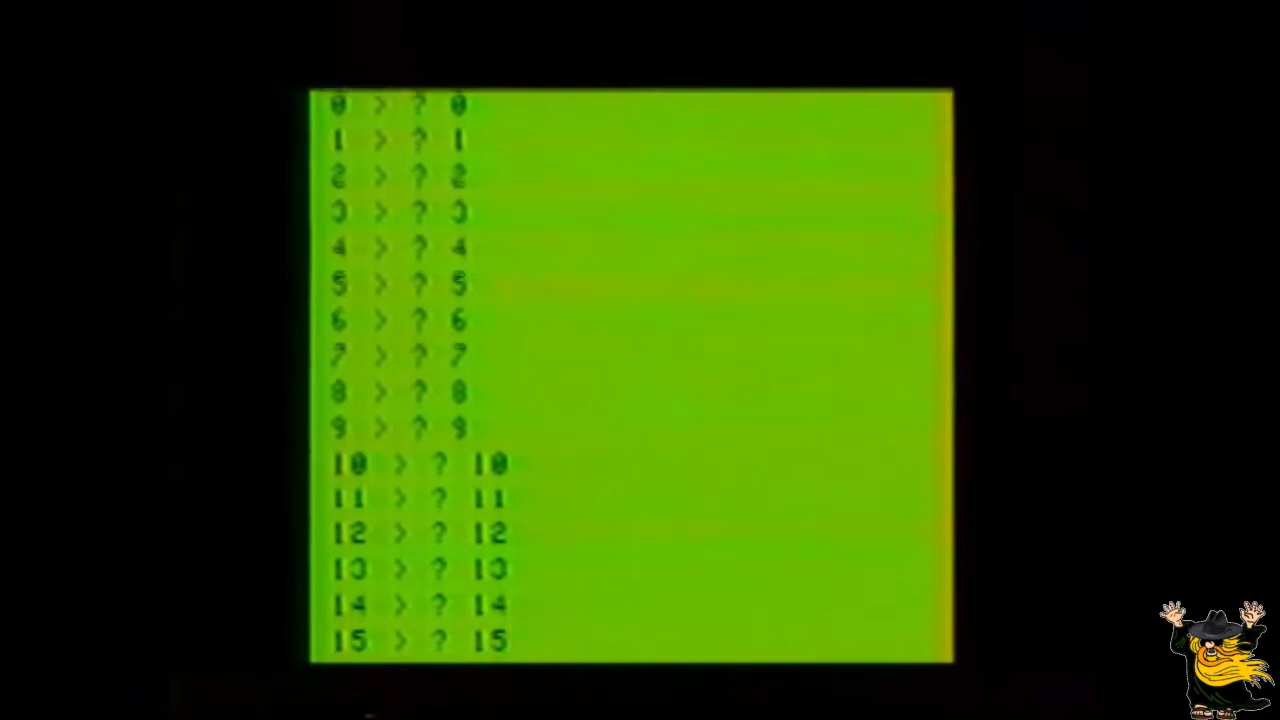 0 > ? 0
1 > ? 1
2 > ? 2
3 > ? 3
4 > ? 4
5 > ? 5
6 > ? 6
7 > ? 7
8 > ? 8
9 > ? 9
10 > ? 10
11 > ? 11
12 > ? 12
13 > ? 13
14 > ? 14
15 > ? 15